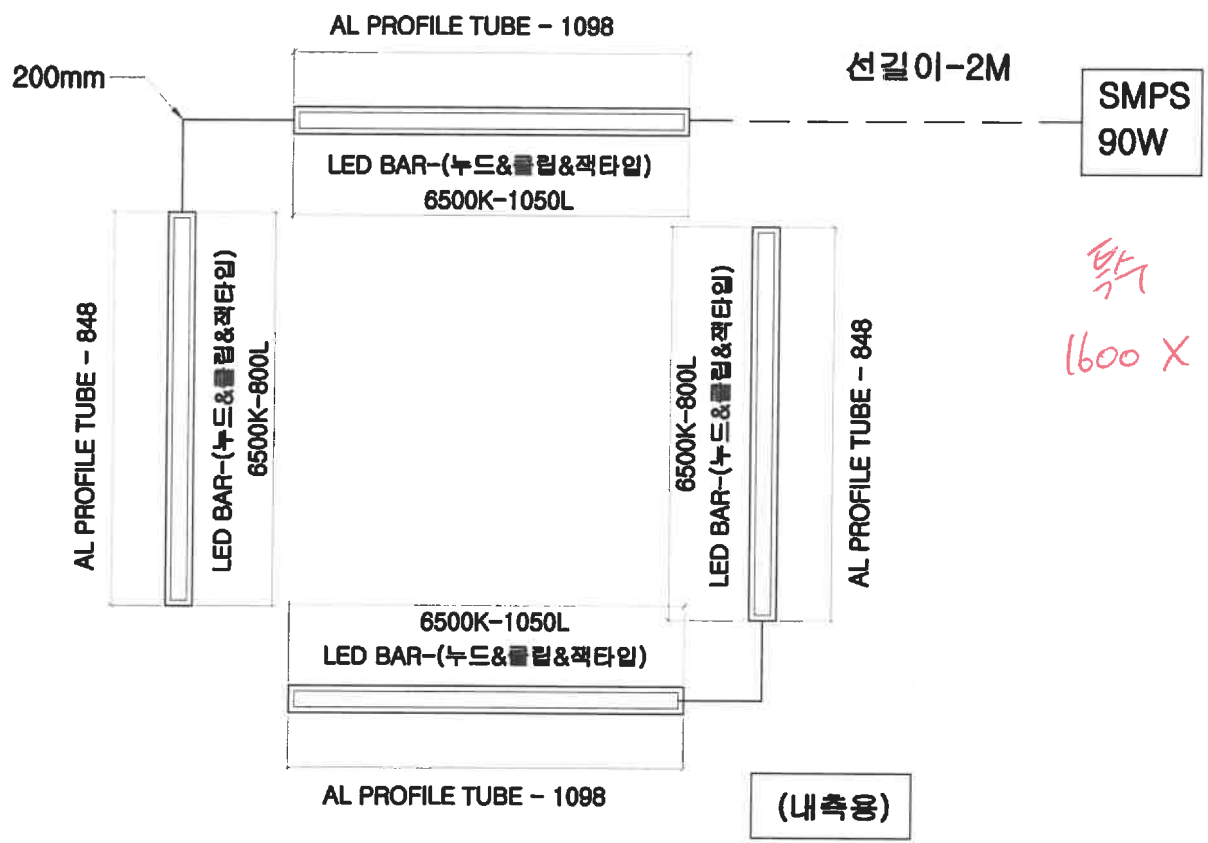 AL PROFILE TUBE - 1098
200mm
선길이-2M
SMPS
90W
LED BAR-(누드&클립&잭타입)
6500K-1050L
AL PROFILE TUBE - 848
LED BAR-(누드&클립&잭타입)
6500K-800L
6500K-800L
LED BAR-(누드&클립&잭타입)
AL PROFILE TUBE - 848
1600 X
6500K-1050L
LED BAR-(누드&클립&잭타입)
AL PROFILE TUBE - 1098
(내측용)